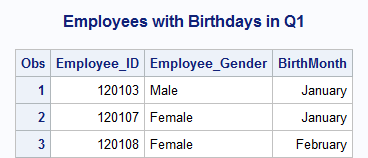 Employees with Birthdays in Q1
Obs Employee_ID Employee_Gender BirthMonth
1 120103 Male January
2 120107 Female January
3 120108 Female February